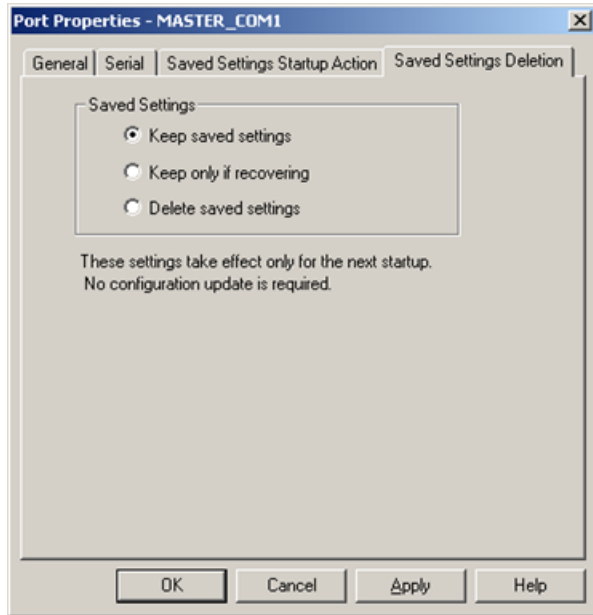 Port Properties - MASTER_COM1
General Serial Saved Settings Startup Action Saved Settings Deletion
Saved Settings
Keep saved settings
Keep only if recovering
Delete saved settings
These settings take effect only for the next startup.
No configuration update is required.
OK Cancel Apply Help